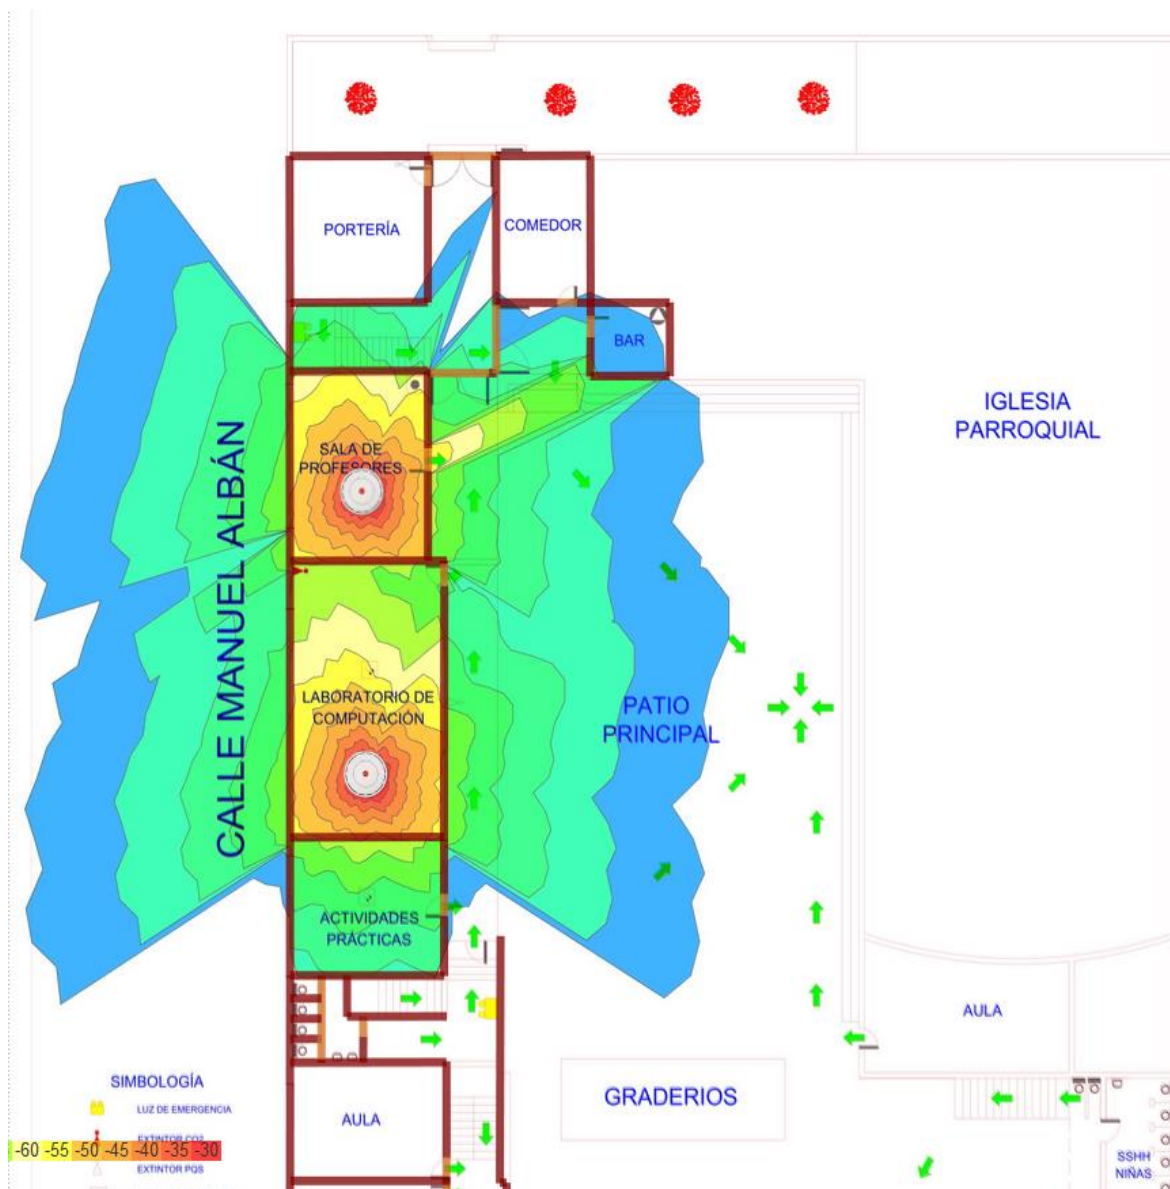 PORTERÍA
COMEDOR
BAR
IGLESIA
PARROQUIAL
CALLE MANUEL ALBÁN
SALA DE
PROFESORES
LABORATORIO DE
COMPUTACIÓN
PATIO
PRINCIPAL
ACTIVIDADES
PRÁCTICAS
AULA
SIMBOLOGÍA
GRADERIOS
LUZ DE EMERGENCIA
AULA
EXTINTOR CO2
-60 -55 -50 -45 -40 -35 -30
EXTINTOR PQS
SSHH
NIÑAS